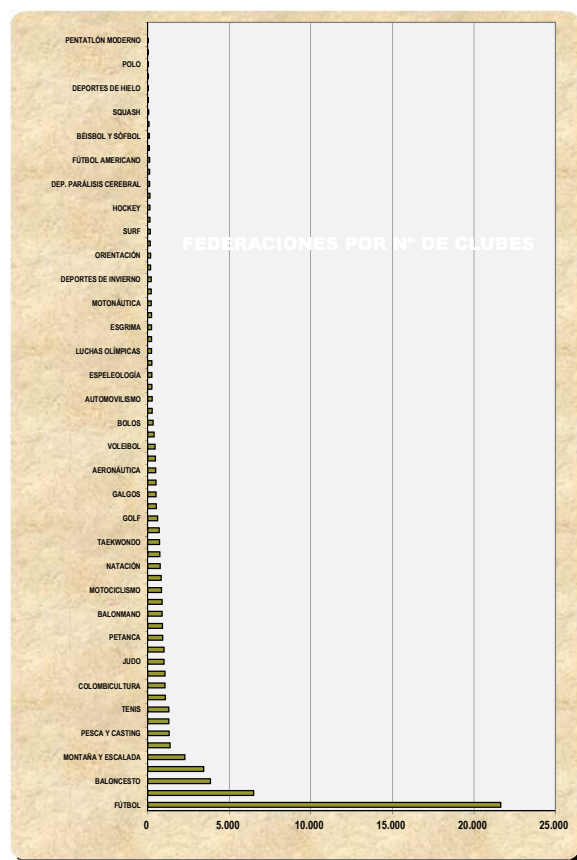 PENTATLÓN MODERNO
POLO
DEPORTES DE HIELO
SQUASH
BÉISBOL Y SÓFBOL
FÚTBOL AMERICANO
DEP. PARÁLISIS CEREBRAL
HOCKEY
SURF
FEDERACIONES POR Nº DE CLUBES
ORIENTACIÓN
DEPORTES DE INVIERNO
MOTONÁUTICA
ESGRIMA
LUCHAS OLÍMPICAS
ESPELEOLOGÍA
AUTOMOVILISMO
BOLOS
VOLEIBOL
AERONÁUTICA
GALGOS
GOLF
TAEKWONDO
NATACIÓN
MOTOCICLISMO
BALONMANO
PETANCA
JUDO
COLOMBICULTURA
TENIS
PESCA Y CASTING
MONTAÑA Y ESCALADA
BALONCESTO
FÚTBOL
0 5.000 10.000 15.000 20.000 25.000